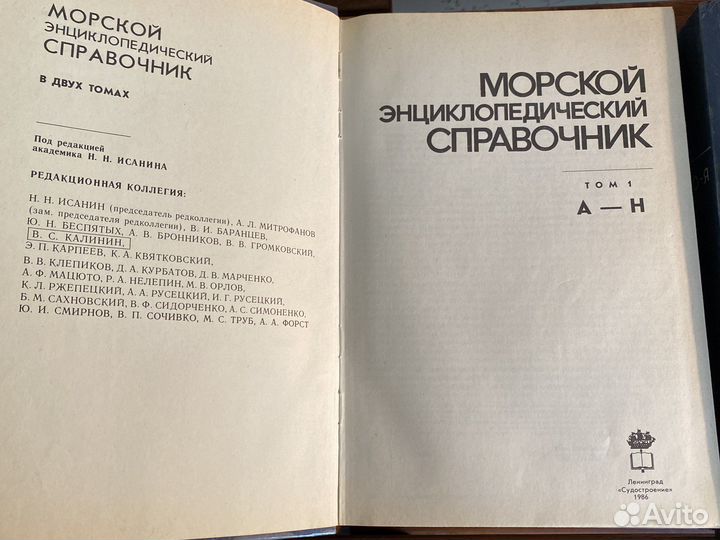 МОРСКОЙ
ЭНЦИКЛОПЕДИЧЕСКИЙ
СПРАВОЧНИК
В ДВУХ ТОМАХ
Под редакцией
академика Н. Н. ИСАНИНА
РЕДАКЦИОННАЯ КОЛЛЕГИЯ:
Н. Н. ИСАНИН (председатель редколлегии), А. Л. МИТРОФАНОВ
(зам. председателя редколлегии), В. И. БАРАНЦЕВ,
Ю. Н. БЕСПЯТЫХ, А. В. БРОННИКОВ, В. В. ГРОМКОВСКИЙ,
В. С. КАЛИНИН,
Э. П. КАРПЕЕВ, К. А. КВЯТКОВСКИЙ,
В. В. КЛЕПИКОВ, Д. А. КУРБАТОВ, Д. В. МАРЧЕНКО,
А. Ф. МАЦЮТО, Р. А. НЕЛЕПИН, М. В. ОРЛОВ,
К. Л. РЖЕПЕЦКИЙ, А. А. РУСЕЦКИЙ, И. Г. РУСЕЦКИЙ,
Б. М. САХНОВСКИЙ, В. Ф. СИДОРЧЕНКО, А. С. СИМОНЕНКО,
Ю. И. СМИРНОВ, В. П. СОЧИВКО, М. С. ТРУБ, А. А. ФОРСТ
МОРСКОЙ
ЭНЦИКЛОПЕДИЧЕСКИЙ
СПРАВОЧНИК
ТОМ 1
А — Н
Ленинград
«Судостроение»
1986
Avito